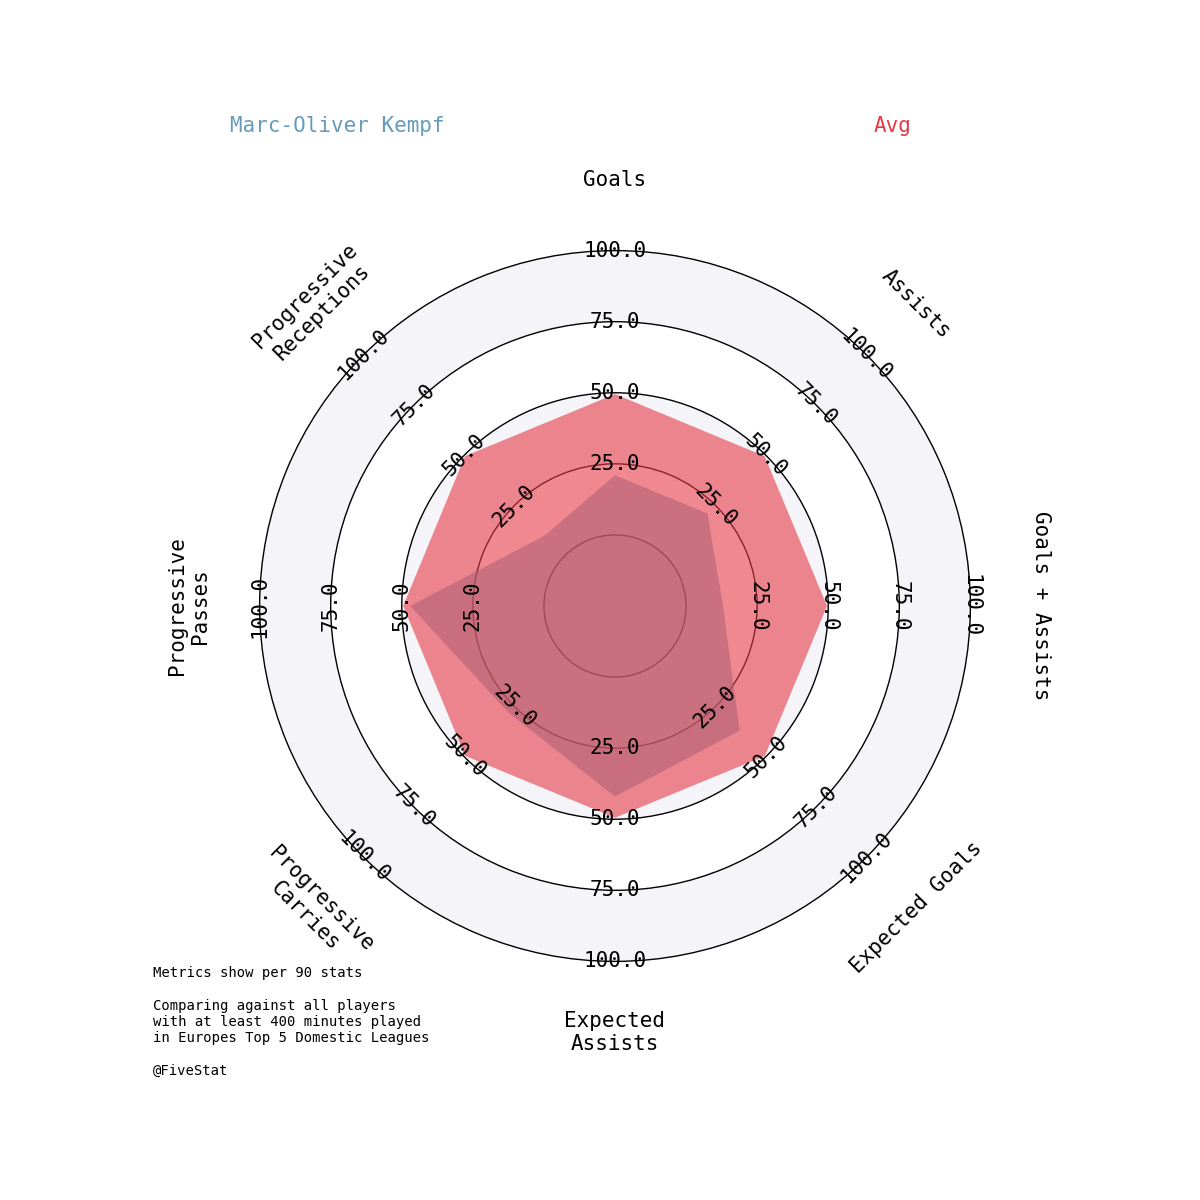 Marc-Oliver Kempf
Avg
Goals
Assists
Goals + Assists
Expected Goals
Expected
Assists
Progressive
Carries
Progressive
Passes
Progressive
Receptions
100.0
75.0
50.0
25.0
100.0
75.0
50.0
25.0
100.0
75.0
50.0
25.0
100.0
75.0
50.0
25.0
100.0
75.0
50.0
25.0
100.0
75.0
50.0
25.0
100.0
75.0
50.0
25.0
100.0
75.0
50.0
25.0
Metrics show per 90 stats
Comparing against all players
with at least 400 minutes played
in Europes Top 5 Domestic Leagues
@FiveStat